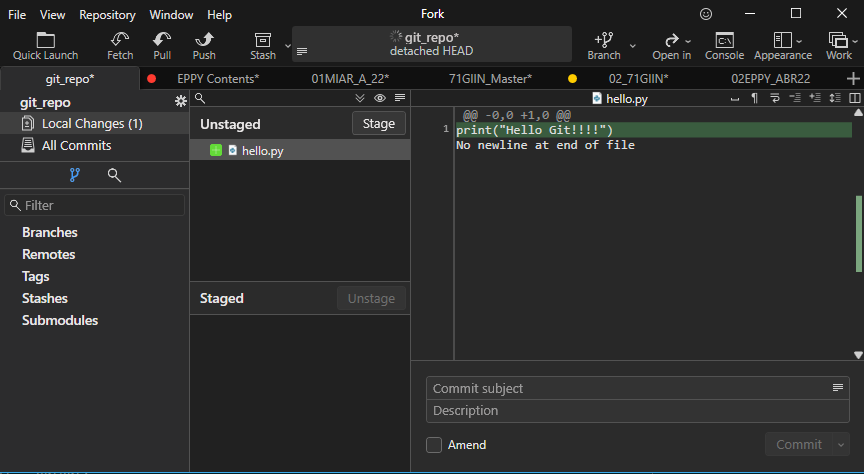 File View Repository Window Help Fork
Quick Launch Fetch Pull Push Stash
git_repo*
detached HEAD
Branch Open in Console Appearance Work
git_repo* EPPY Contents* 01MIAR_A_22* 71GIIN_Master* 02_71GIIN* 02EPPY_ABR22
git_repo
Local Changes (1)
All Commits
Filter
Branches
Remotes
Tags
Stashes
Submodules
Unstaged Stage
hello.py
Staged Unstage
hello.py
@@ -0,0 +1,0 @@
1 print("Hello Git!!!!")
No newline at end of file
Commit subject
Description
Amend Commit